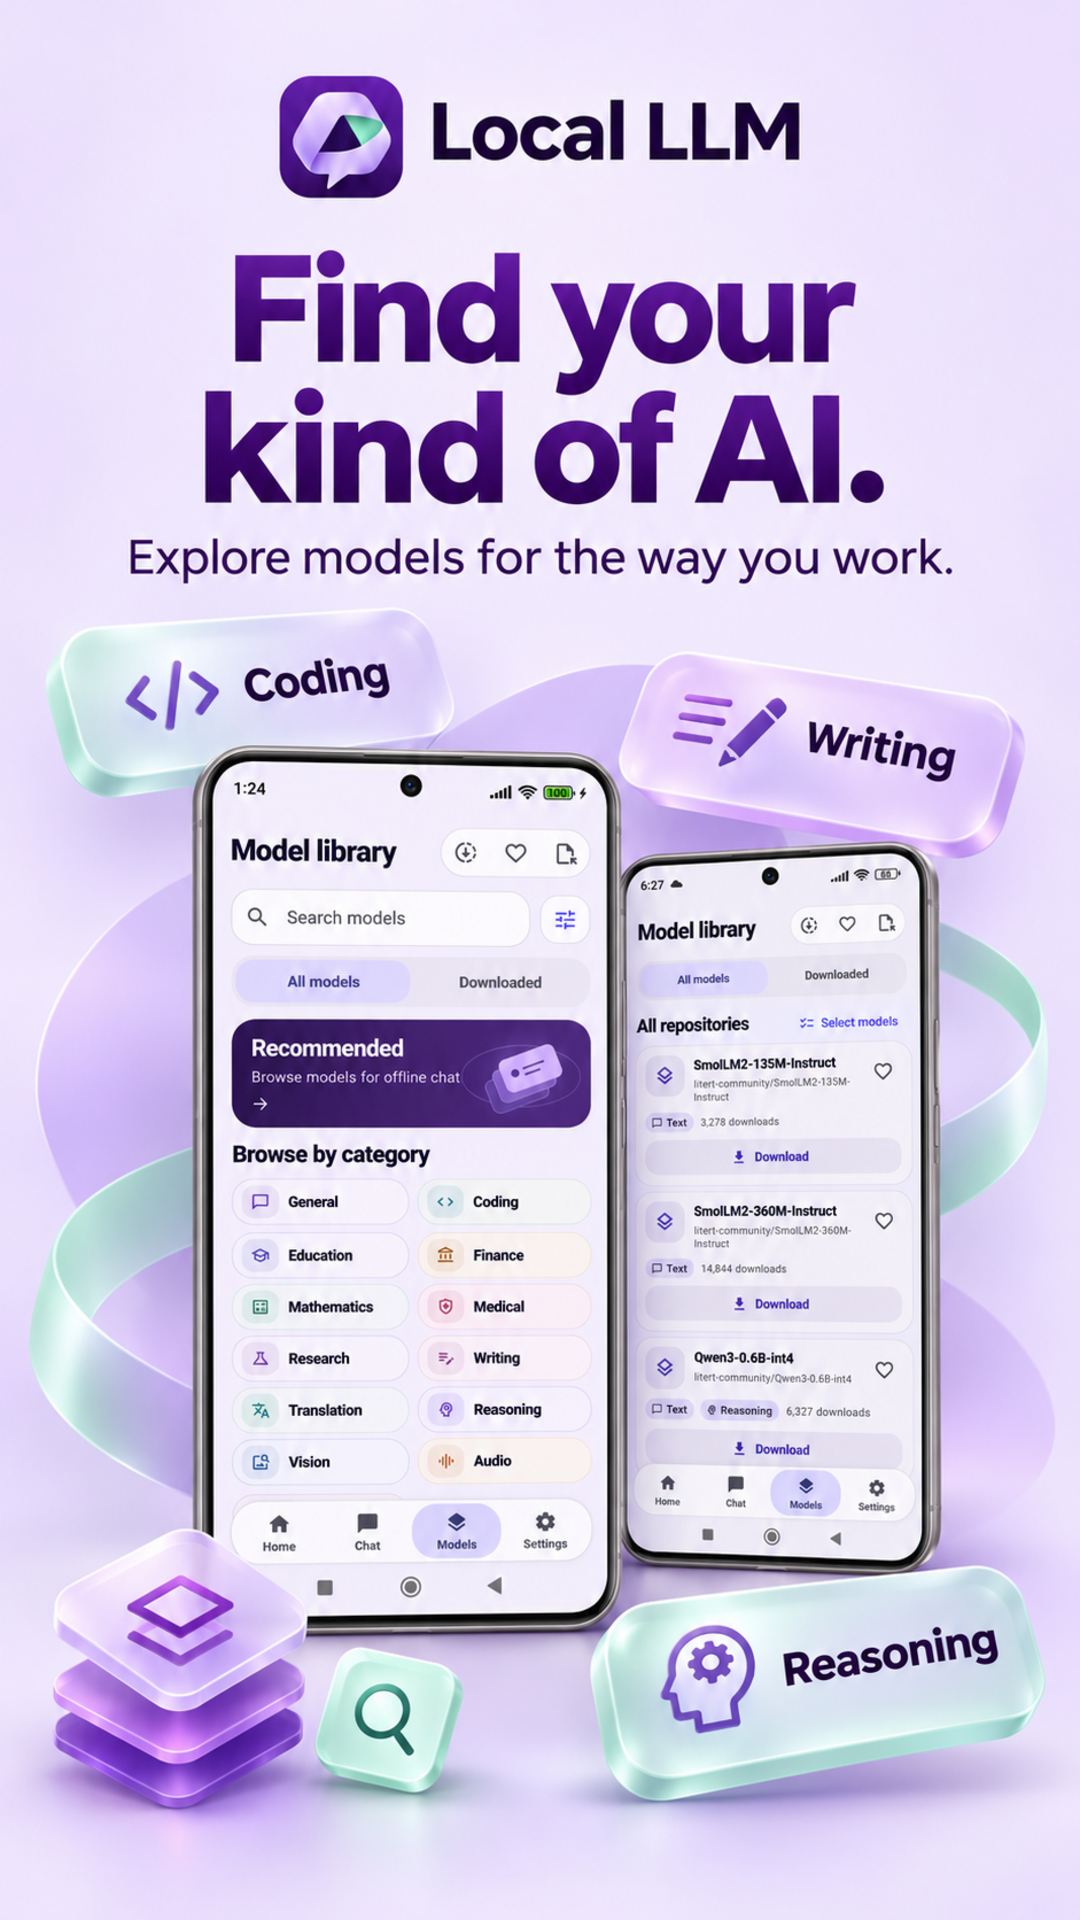 Local LLM
Find your
kind of AI.
Explore models for the way you work.
</> Coding
Writing
1:24
100
Model library
Search models
All models
Downloaded
Recommended
Browse models for offline chat
→
Browse by category
General
Coding
Education
Finance
Mathematics
Medical
Research
Writing
Translation
Reasoning
Vision
Audio
Home
Chat
Models
Settings
6:27
66
Model library
All models
Downloaded
All repositories
Select models
SmolLM2-135M-Instruct
litert-community/SmolLM2-135M-
Instruct
Text
3,278 downloads
Download
SmolLM2-360M-Instruct
litert-community/SmolLM2-360M-
Instruct
Text
14,844 downloads
Download
Qwen3-0.6B-int4
litert-community/Qwen3-0.6B-int4
Text
Reasoning
6,327 downloads
Download
Home
Chat
Models
Settings
Reasoning